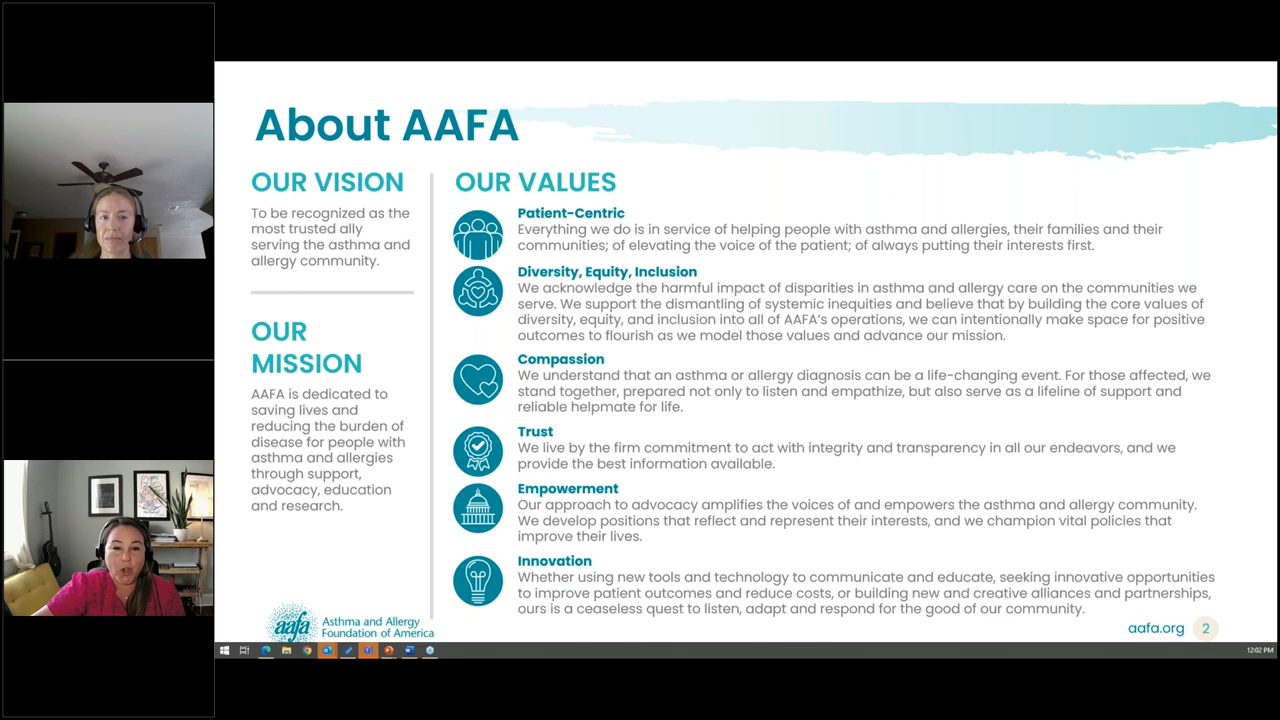 About AAFA
OUR VISION
To be recognized as the
most trusted ally
serving the asthma and
allergy community.
OUR
MISSION
AAFA is dedicated to
saving lives and
reducing the burden of
disease for people with
asthma and allergies
through support,
advocacy, education
and research.
OUR VALUES
Patient-Centric
Everything we do is in service of helping people with asthma and allergies, their families and their
communities; of elevating the voice of the patient; of always putting their interests first.
Diversity, Equity, Inclusion
We acknowledge the harmful impact of disparities in asthma and allergy care on the communities we
serve. We support the dismantling of systemic inequities and believe that by building the core values of
diversity, equity, and inclusion into all of AAFA's operations, we can intentionally make space for positive
outcomes to flourish as we model those values and advance our mission.
Compassion
We understand that an asthma or allergy diagnosis can be a life-changing event. For those affected, we
stand together, prepared not only to listen and empathize, but also serve as a lifeline of support and
reliable helpmate for life.
Trust
We live by the firm commitment to act with integrity and transparency in all our endeavors, and we
provide the best information available.
Empowerment
Our approach to advocacy amplifies the voices of and empowers the asthma and allergy community.
We develop positions that reflect and represent their interests, and we champion vital policies that
improve their lives.
Innovation
Whether using new tools and technology to communicate and educate, seeking innovative opportunities
to improve patient outcomes and reduce costs, or building new and creative alliances and partnerships,
ours is a ceaseless quest to listen, adapt and respond for the good of our community.
aafa
Asthma and Allergy
Foundation of America
aafa.org 2
12:02 PM